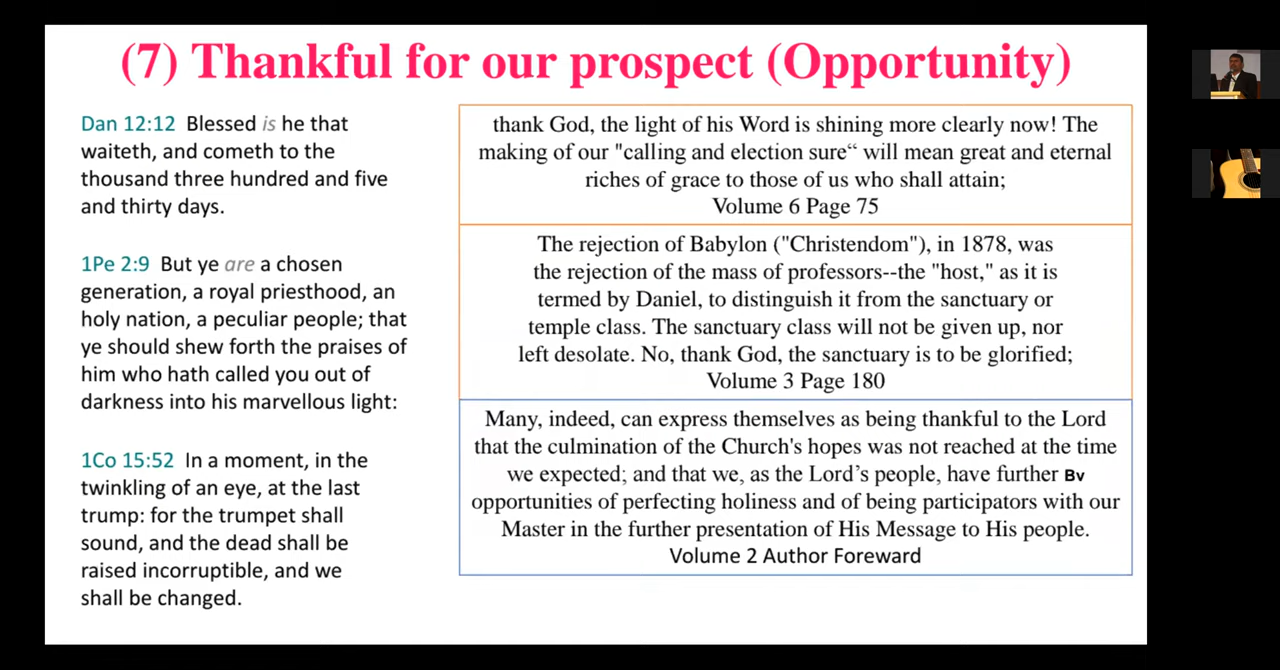 (7) Thankful for our prospect (Opportunity)
Dan 12:12 Blessed is he that
waiteth, and cometh to the
thousand three hundred and five
and thirty days.
1Pe 2:9 But ye are a chosen
generation, a royal priesthood, an
holy nation, a peculiar people; that
ye should shew forth the praises of
him who hath called you out of
darkness into his marvellous light:
1Co 15:52 In a moment, in the
twinkling of an eye, at the last
trump: for the trumpet shall
sound, and the dead shall be
raised incorruptible, and we
shall be changed.
thank God, the light of his Word is shining more clearly now! The
making of our "calling and election sure“ will mean great and eternal
riches of grace to those of us who shall attain;
Volume 6 Page 75
The rejection of Babylon ("Christendom"), in 1878, was
the rejection of the mass of professors--the "host," as it is
termed by Daniel, to distinguish it from the sanctuary or
temple class. The sanctuary class will not be given up, nor
left desolate. No, thank God, the sanctuary is to be glorified;
Volume 3 Page 180
Many, indeed, can express themselves as being thankful to the Lord
that the culmination of the Church's hopes was not reached at the time
we expected; and that we, as the Lord’s people, have further Bv
opportunities of perfecting holiness and of being participators with our
Master in the further presentation of His Message to His people.
Volume 2 Author Foreward